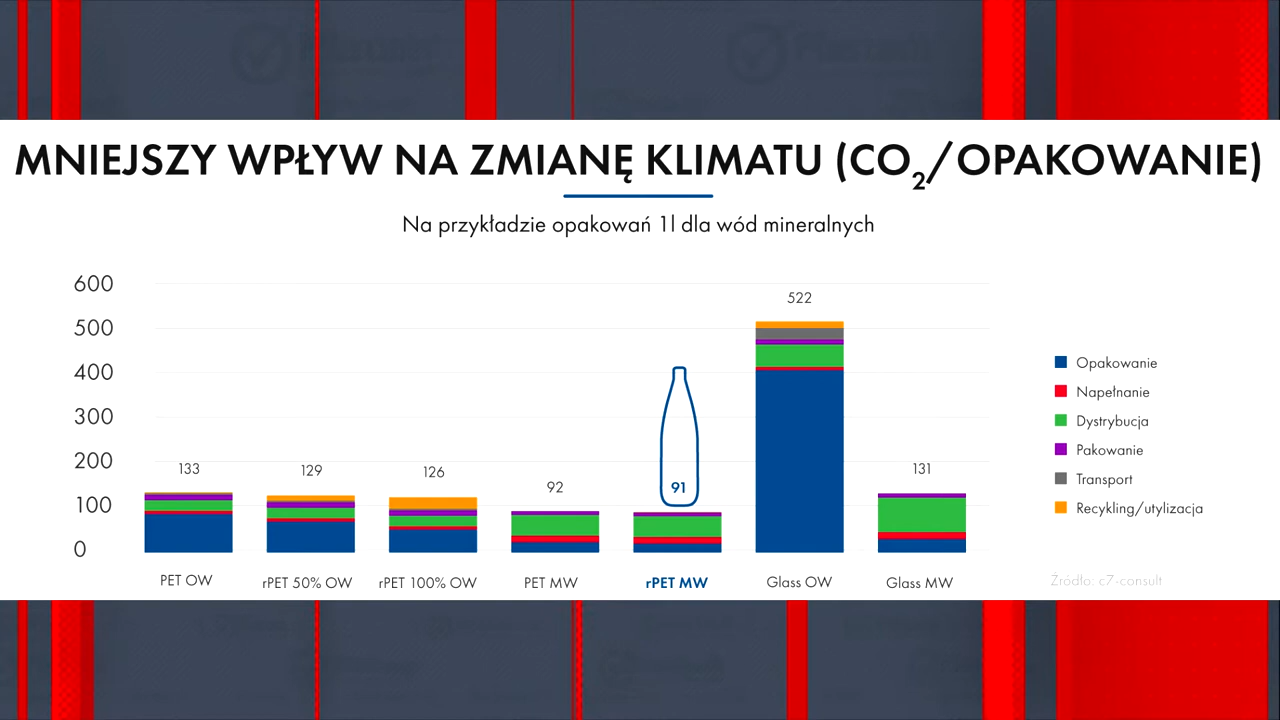 MNIEJSZY WPŁYW NA ZMIANĘ KLIMATU (CO₂/OPAKOWANIE)
Na przykładzie opakowań 1l dla wód mineralnych
600
500
400
300
200
100
0
133
129
126
92
91
522
131
PET OW
rPET 50% OW
rPET 100% OW
PET MW
rPET MW
Glass OW
Glass MW
Opakowanie
Napełnanie
Dystrybucja
Pakowanie
Transport
Recykling/utylizacja
Źródło: c7-consult